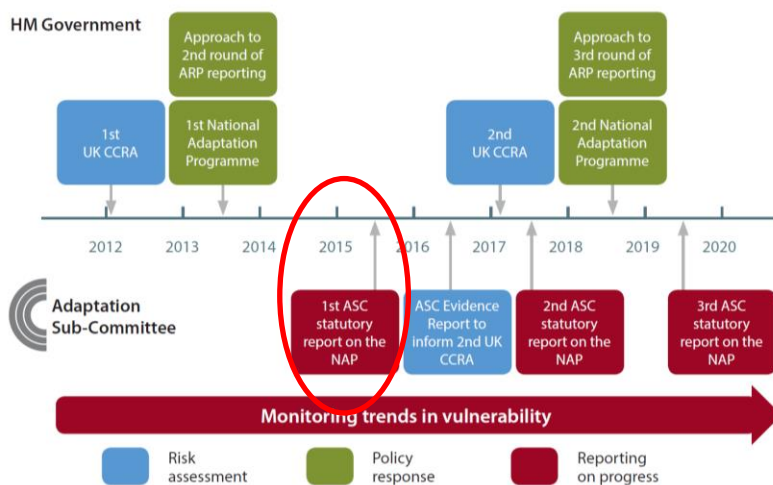 HM Government
Approach to
2nd round of
ARP reporting
Approach to
3rd round of
ARP reporting
1st
UK CCRA
1st National
Adaptation
Programme
2nd
UK CCRA
2nd National
Adaptation
Programme
2012
2013
2014
2015
2016
2017
2018
2019
2020
Adaptation
Sub-Committee
1st ASC
statutory
report on the
NAP
ASC Evidence
Report to
inform 2nd UK
CCRA
2nd ASC
statutory
report on the
NAP
3rd ASC
statutory
report on the
NAP
Monitoring trends in vulnerability
Risk
assessment
Policy
response
Reporting
on progress